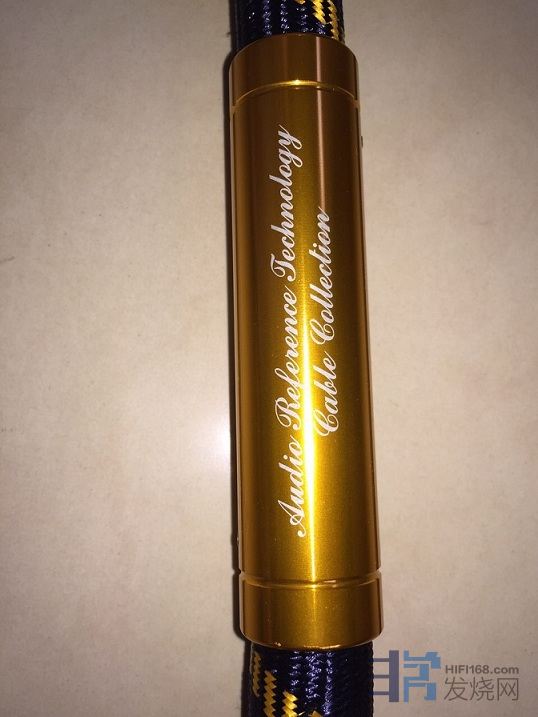 Audio Reference Technology
Cable Collection
HIFI168.com
发烧网